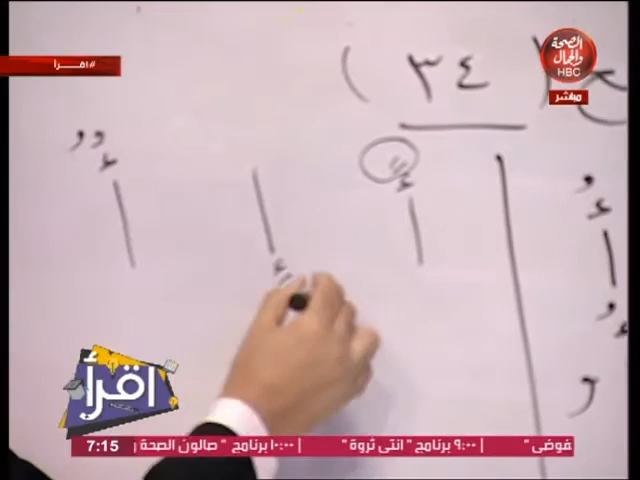 الصحة
والجمال
HBC
مباشر
#اقرأ
(٣٤)
أً إٍ أٌ
اقرأ
فوضى" | ٩:٠٠ برنامج "انتى ثروة" | ١٠:٠٠ برنامج "صالون الصحة و
7:15